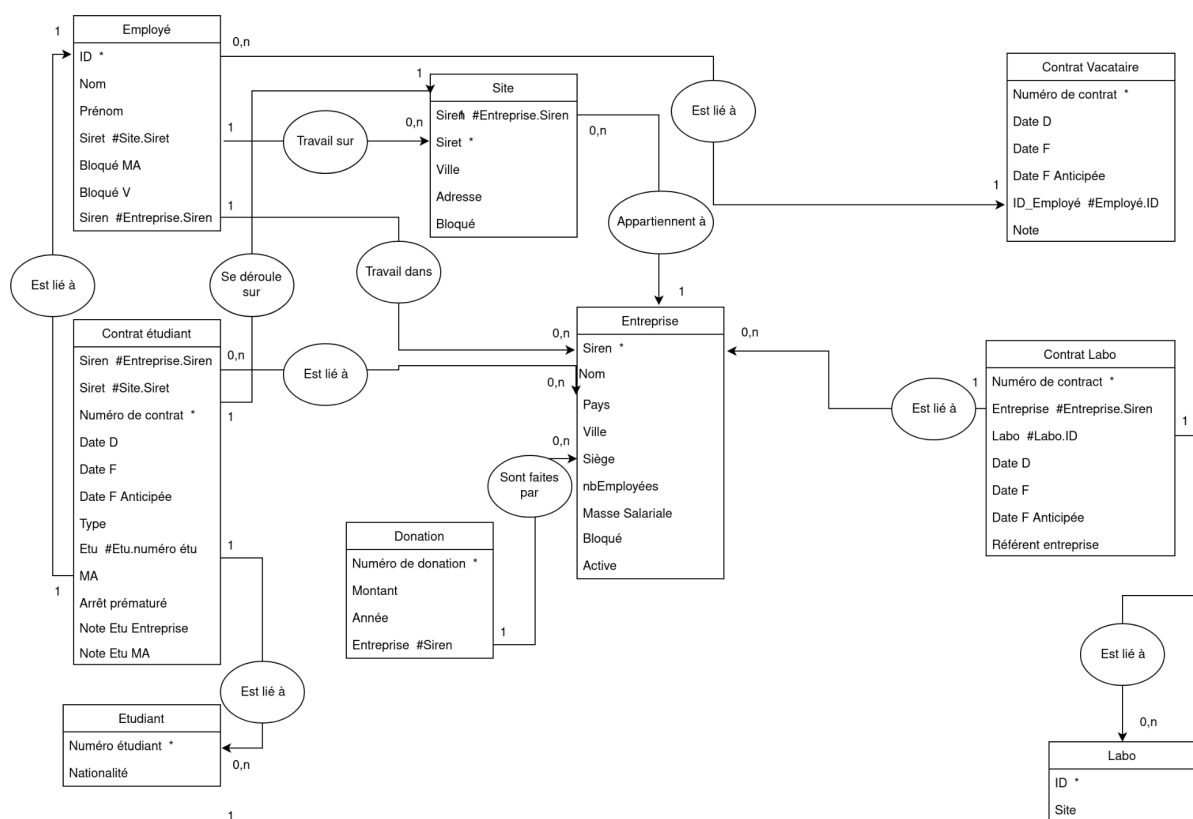 Employé
ID *
Nom
Prénom
Siret #Site.Siret
Bloqué MA
Bloqué V
Siren #Entreprise.Siren
1
0,n
1
1
Est lié à
Travail sur
0,n
1
Site
Siren #Entreprise.Siren
Siret *
Ville
Adresse
Bloqué
0,n
Est lié à
1
Contrat Vacataire
Numéro de contrat *
Date D
Date F
Date F Anticipée
ID_Employé #Employé.ID
Note
Appartiennent à
1
Est lié à
Se déroule
sur
Travail dans
0,n
Contrat étudiant
Siren #Entreprise.Siren
Siret #Site.Siret
Numéro de contrat *
Date D
Date F
Date F Anticipée
Type
Etu #Etu.numéro étu
MA
Arrêt prématuré
Note Etu Entreprise
Note Etu MA
0,n
1
1
1
Est lié à
0,n
Entreprise
Siren *
Nom
Pays
Ville
Siège
nbEmployées
Masse Salariale
Bloqué
Active
0,n
Est lié à
1
Contrat Labo
Numéro de contract *
Entreprise #Entreprise.Siren
Labo #Labo.ID
Date D
Date F
Date F Anticipée
Référent entreprise
1
0,n
Sont faites
par
Donation
Numéro de donation *
Montant
Année
Entreprise #Siren
1
Est lié à
Etudiant
Numéro étudiant *
Nationalité
0,n
1
Est lié à
0,n
Labo
ID *
Site